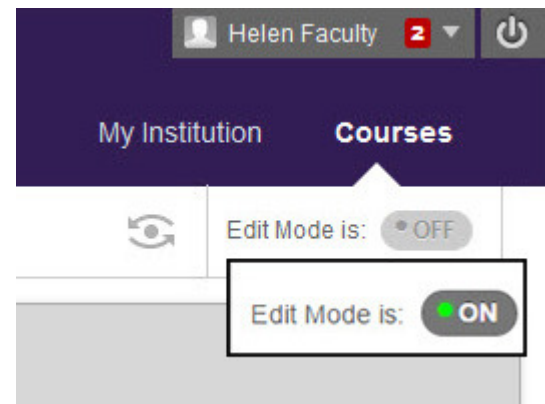 Helen Faculty 2
My Institution Courses
Edit Mode is: OFF
Edit Mode is: ON